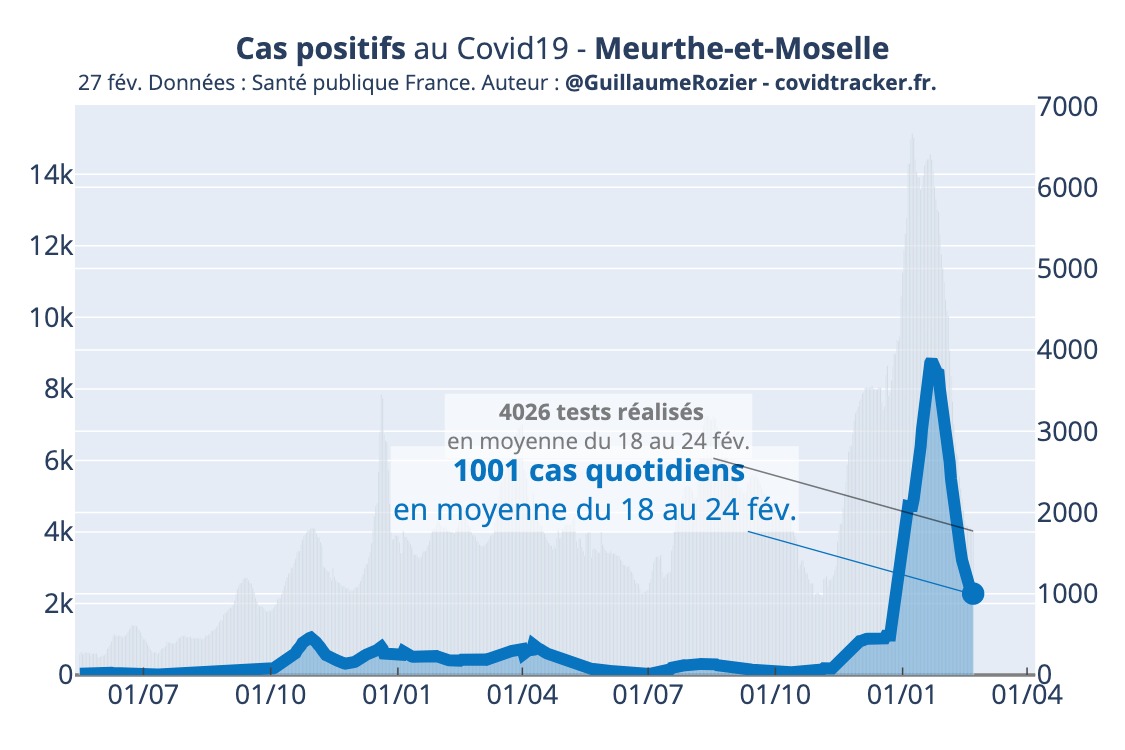 Cas positifs au Covid19 - Meurthe-et-Moselle
27 fév. Données : Santé publique France. Auteur : @GuillaumeRozier - covidtracker.fr.
7000
14k
6000
12k
5000
10k
4000
8k
4026 tests réalisés
3000
en moyenne du 18 au 24 fév.
6k
1001 cas quotidiens
en moyenne du 18 au 24 fév.
2000
4k
1000
2k
0
0
01/07
01/10
01/01
01/04
01/07
01/10
01/01
01/04